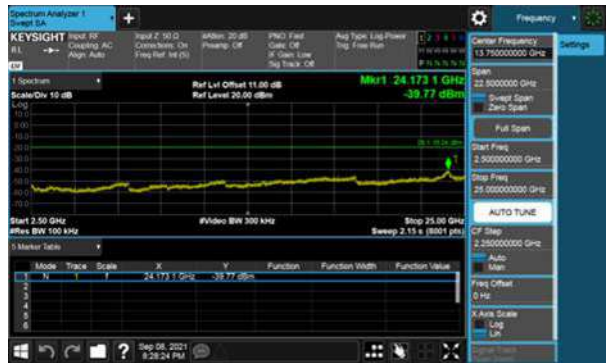 Spectrum Analyzer 1
Swept SA
+
Frequency
KEYSIGHT Input: RF
Coupling: AC
Align: Auto
Input Z: 50 Ω
Corrections: On
Freq Ref: Int (S)
#Atten: 20 dB
Preamp: Off
PNO: Fast
Gate: Off
IF Gain: Low
Sig Track: Off
Avg Type: Log-Power
Trig: Free Run
Center Frequency
13.750000000 GHz
Settings
1 Spectrum
Scale/Div 10 dB
Ref Lvl Offset 11.00 dB
Ref Level 20.00 dBm
Mkr1 24.173 1 GHz
-39.77 dBm
Log
Span
22.5000000 GHz
Swept Span
Zero Span
Full Span
Start Freq
2.500000000 GHz
Stop Freq
25.000000000 GHz
AUTO TUNE
CF Step
2.250000000 GHz
Auto
Man
Freq Offset
0 Hz
X Axis Scale
Log
Lin
Start 2.50 GHz
#Res BW 100 kHz
#Video BW 300 kHz
Stop 25.00 GHz
Sweep 2.15 s (8001 pts)
5 Marker Table
Mode Trace Scale X Y Function Function Width Function Value
1 N 1 f 24.173 1 GHz -39.77 dBm
2
3
4
5
6
Sep 08, 2021
8:28:24 PM